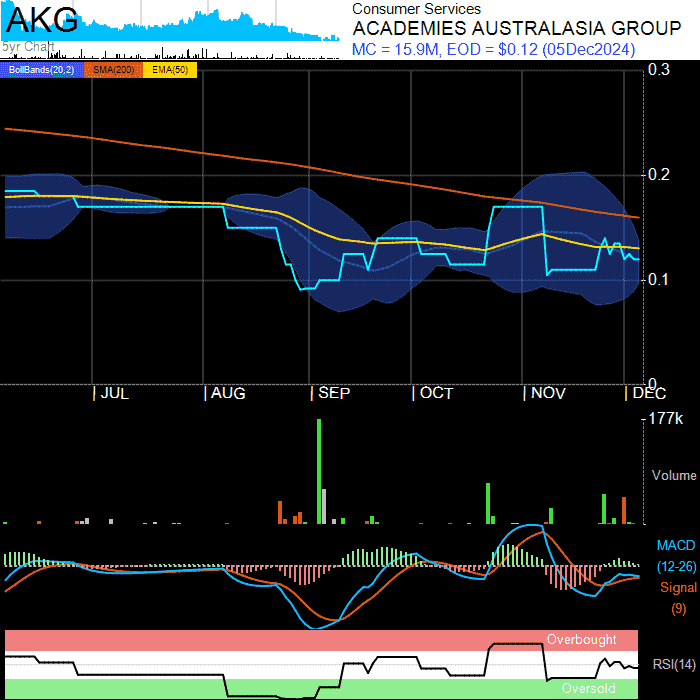 AKG
5yr Chart
Consumer Services
ACADEMIES AUSTRALASIA GROUP
MC = 15.9M, EOD = $0.12 (05Dec2024)
BollBands(20,2) SMA(200) EMA(50)
0.3
0.2
0.1
0
| JUL | AUG | SEP | OCT | NOV | DEC
177k
Volume
MACD
(12-26)
Signal
(9)
Overbought
RSI(14)
Oversold